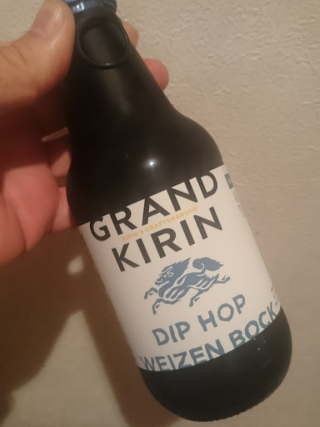 GRAND
KIRIN
DIP HOP
WEIZEN BOCK